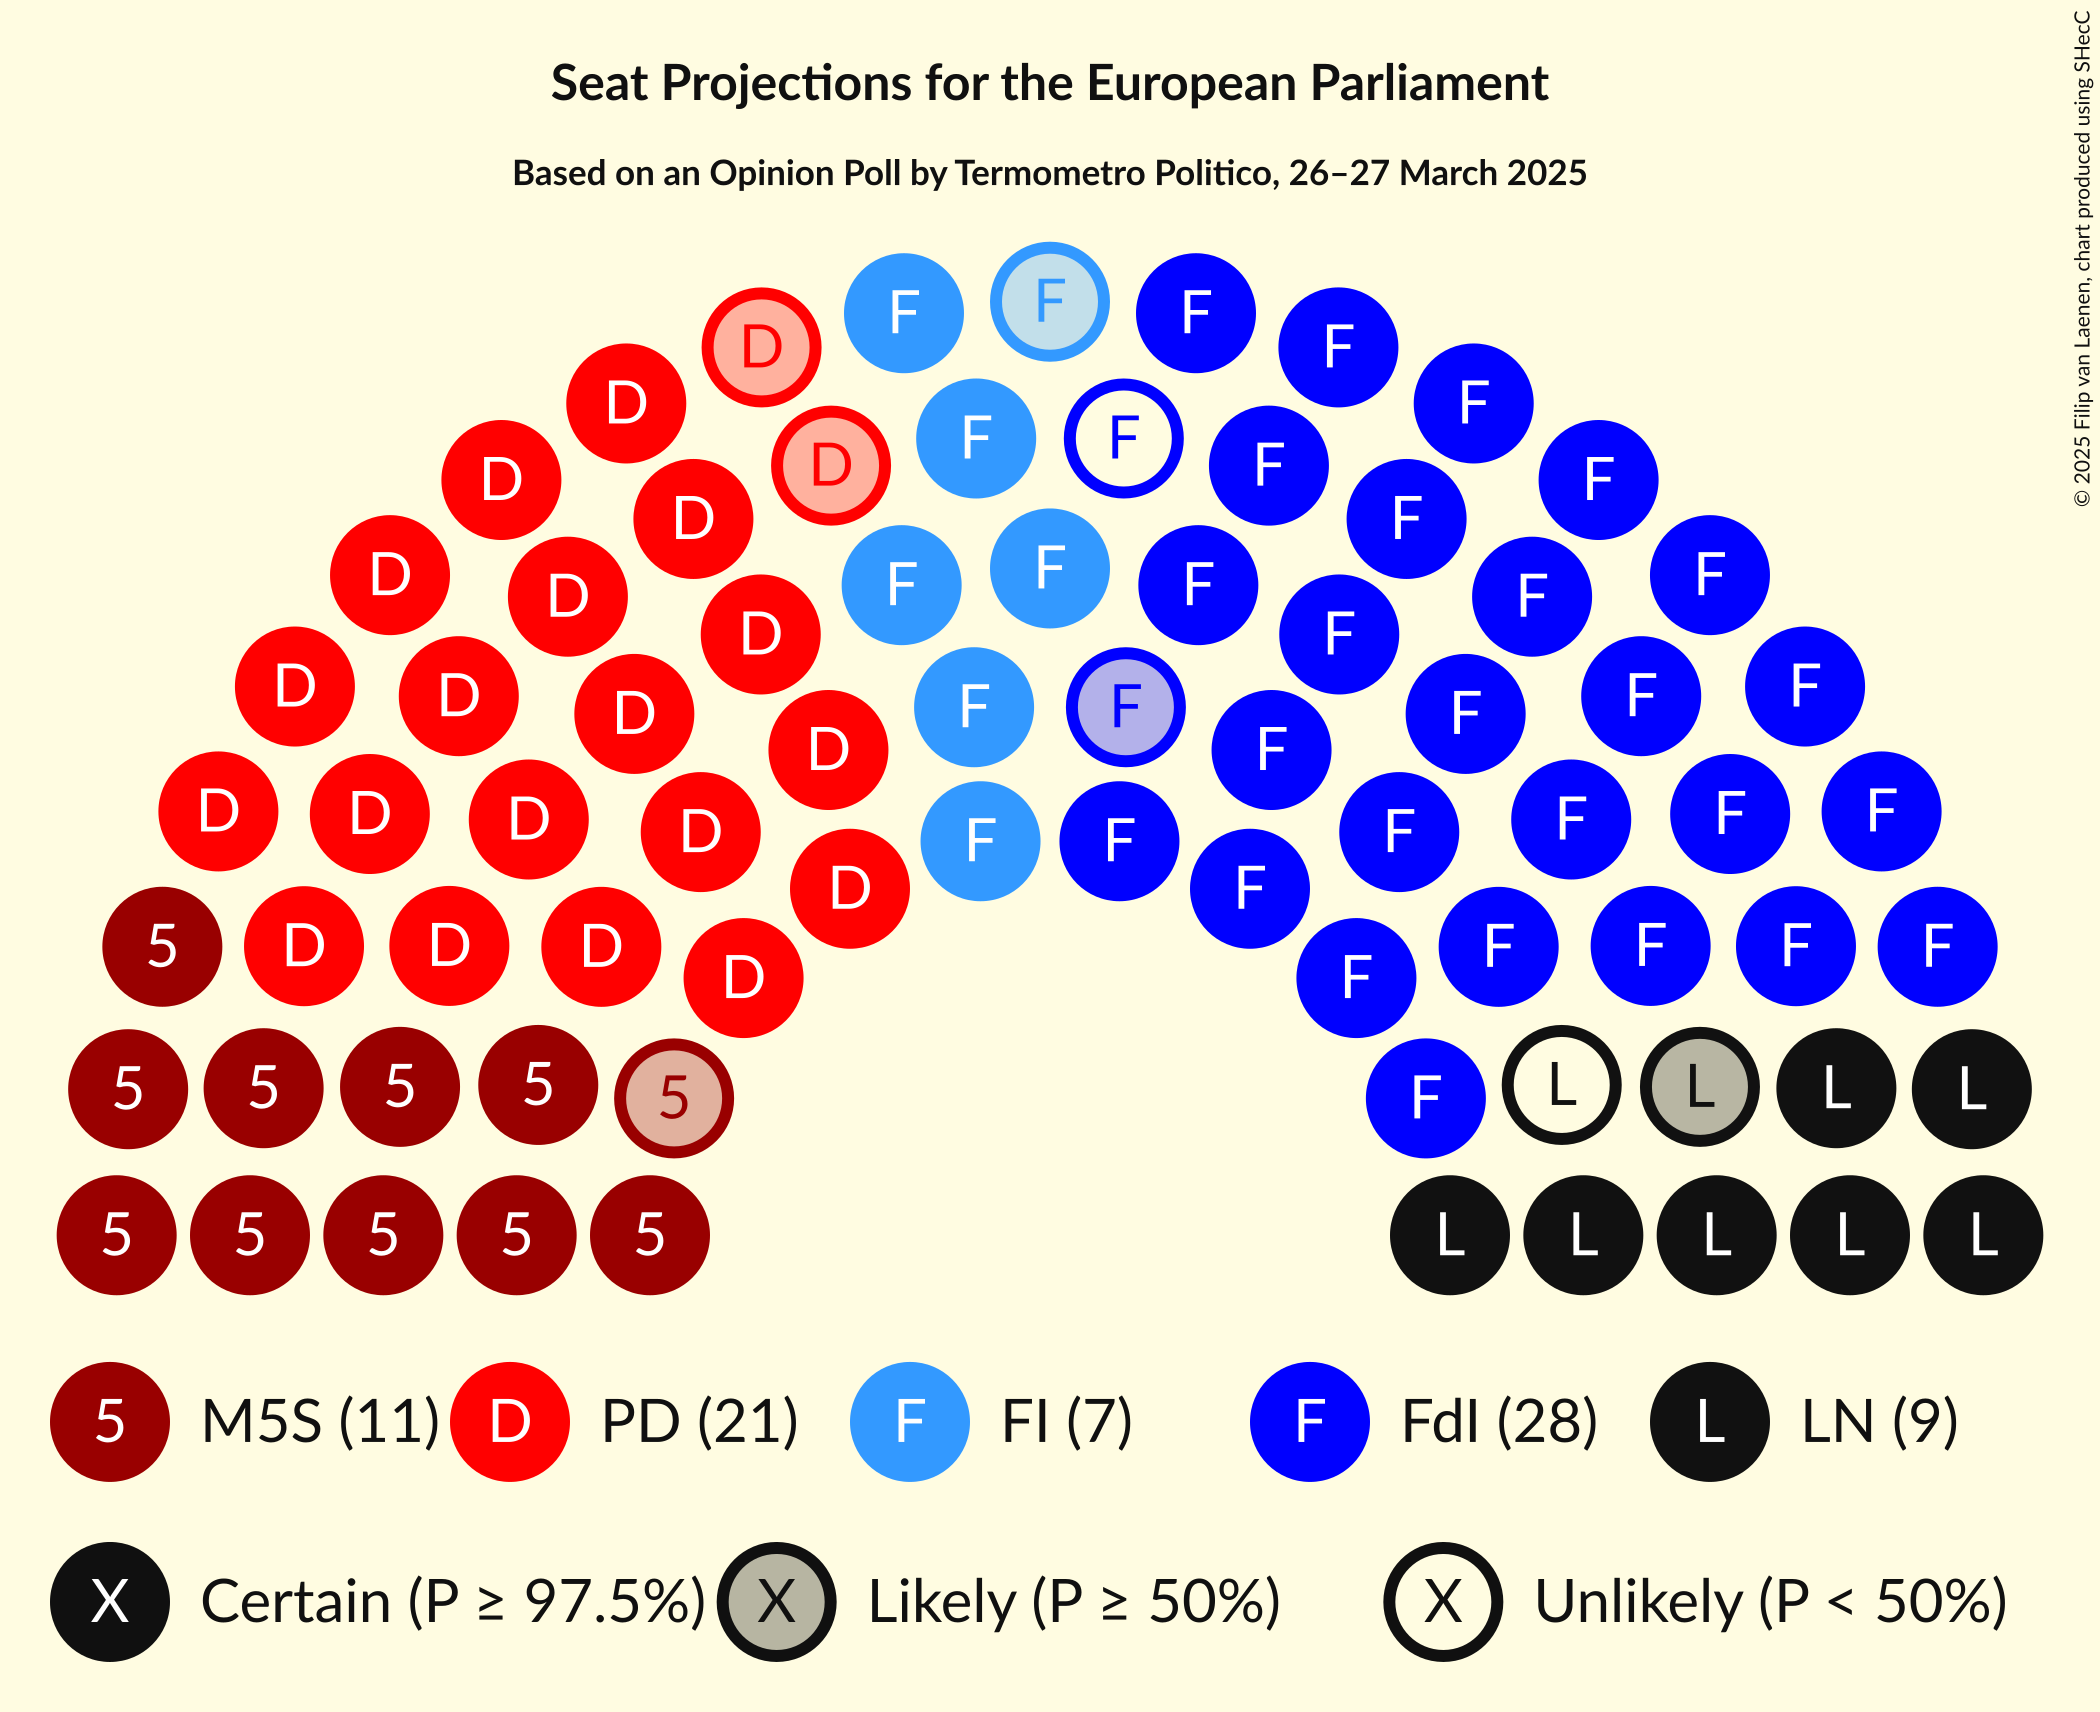 Seat Projections for the European Parliament
Based on an Opinion Poll by Termometro Politico, 26–27 March 2025
© 2025 Filip van Laenen, chart produced using SHecC
F
D F F
F
D F
F F
D F
D F F
D F
F F
D D F F
D F
D F
D F
D D F F
D F
D D F F
D D F F
F
D D D F F F
D F
5 D D D F F F F
D F
5 5 5 5 L L L L
5 F
5 5 5 5 5 L L L L L
5 M5S (11) D PD (21) F FI (7) F FdI (28) L LN (9)
X Certain (P ≥ 97.5%) X Likely (P ≥ 50%) X Unlikely (P < 50%)